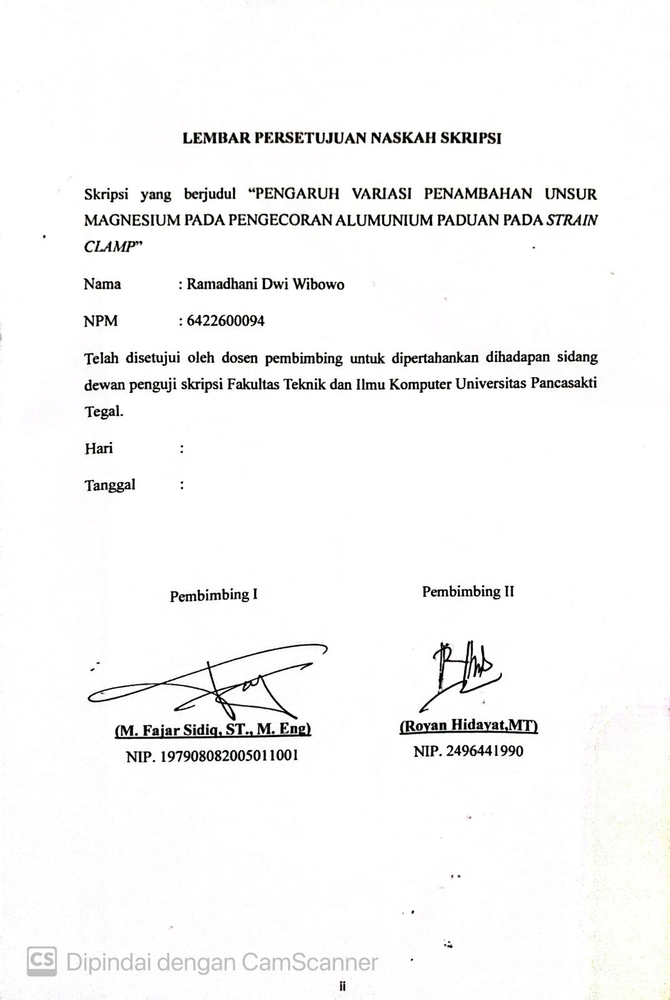 LEMBAR PERSETUJUAN NASKAH SKRIPSI
Skripsi yang berjudul “PENGARUH VARIASI PENAMBAHAN UNSUR
MAGNESIUM PADA PENGECORAN ALUMUNIUM PADUAN PADA STRAIN
CLAMP”
Nama : Ramadhani Dwi Wibowo
NPM : 6422600094
Telah disetujui oleh dosen pembimbing untuk dipertahankan dihadapan sidang
dewan penguji skripsi Fakultas Teknik dan Ilmu Komputer Universitas Pancasakti
Tegal.
Hari :
Tanggal :
Pembimbing I
(M. Fajar Sidiq, ST., M. Eng)
NIP. 197908082005011001
Pembimbing II
(Royan Hidayat,MT)
NIP. 2496441990
CS Dipindai dengan CamScanner
ii